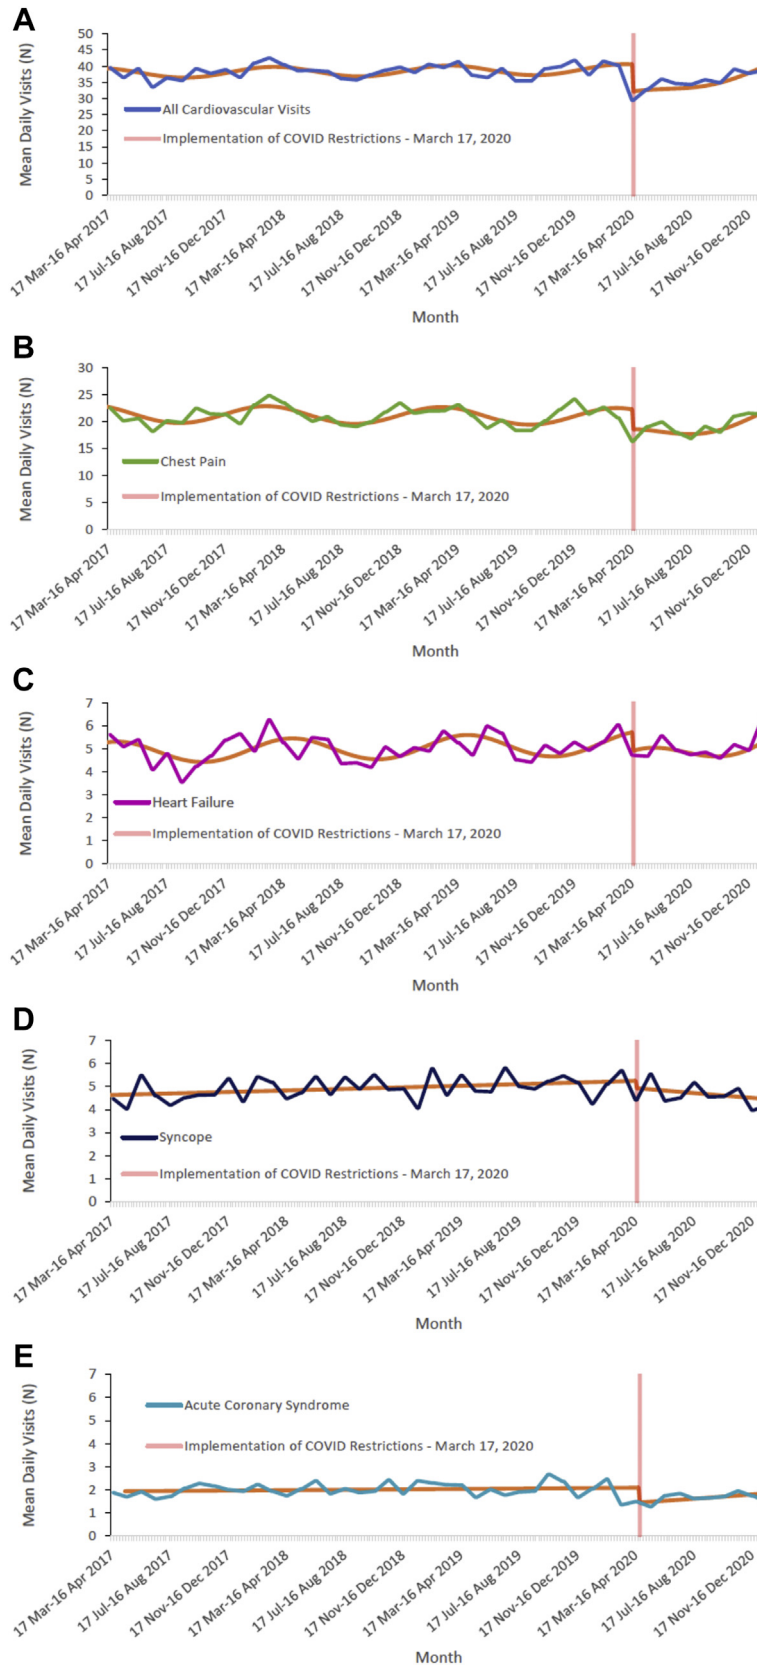 A
Mean Daily Visits (N)
50
45
40
35
30
25
20
15
10
5
0
All Cardiovascular Visits
Implementation of COVID Restrictions - March 17, 2020
17 Mar-16 Apr 2017
17 Jul-16 Aug 2017
17 Nov-16 Dec 2017
17 Mar-16 Apr 2018
17 Jul-16 Aug 2018
17 Nov-16 Dec 2018
17 Mar-16 Apr 2019
17 Jul-16 Aug 2019
17 Nov-16 Dec 2019
17 Mar-16 Apr 2020
17 Jul-16 Aug 2020
17 Nov-16 Dec 2020
Month
B
Mean Daily Visits (N)
30
25
20
15
10
5
0
Chest Pain
Implementation of COVID Restrictions - March 17, 2020
17 Mar-16 Apr 2017
17 Jul-16 Aug 2017
17 Nov-16 Dec 2017
17 Mar-16 Apr 2018
17 Jul-16 Aug 2018
17 Nov-16 Dec 2018
17 Mar-16 Apr 2019
17 Jul-16 Aug 2019
17 Nov-16 Dec 2019
17 Mar-16 Apr 2020
17 Jul-16 Aug 2020
17 Nov-16 Dec 2020
Month
C
Mean Daily Visits (N)
7
6
5
4
3
2
1
0
Heart Failure
Implementation of COVID Restrictions - March 17, 2020
17 Mar-16 Apr 2017
17 Jul-16 Aug 2017
17 Nov-16 Dec 2017
17 Mar-16 Apr 2018
17 Jul-16 Aug 2018
17 Nov-16 Dec 2018
17 Mar-16 Apr 2019
17 Jul-16 Aug 2019
17 Nov-16 Dec 2019
17 Mar-16 Apr 2020
17 Jul-16 Aug 2020
17 Nov-16 Dec 2020
Month
D
Mean Daily Visits (N)
7
6
5
4
3
2
1
0
Syncope
Implementation of COVID Restrictions - March 17, 2020
17 Mar-16 Apr 2017
17 Jul-16 Aug 2017
17 Nov-16 Dec 2017
17 Mar-16 Apr 2018
17 Jul-16 Aug 2018
17 Nov-16 Dec 2018
17 Mar-16 Apr 2019
17 Jul-16 Aug 2019
17 Nov-16 Dec 2019
17 Mar-16 Apr 2020
17 Jul-16 Aug 2020
17 Nov-16 Dec 2020
Month
E
Mean Daily Visits (N)
7
6
5
4
3
2
1
0
Acute Coronary Syndrome
Implementation of COVID Restrictions - March 17, 2020
17 Mar-16 Apr 2017
17 Jul-16 Aug 2017
17 Nov-16 Dec 2017
17 Mar-16 Apr 2018
17 Jul-16 Aug 2018
17 Nov-16 Dec 2018
17 Mar-16 Apr 2019
17 Jul-16 Aug 2019
17 Nov-16 Dec 2019
17 Mar-16 Apr 2020
17 Jul-16 Aug 2020
17 Nov-16 Dec 2020
Month